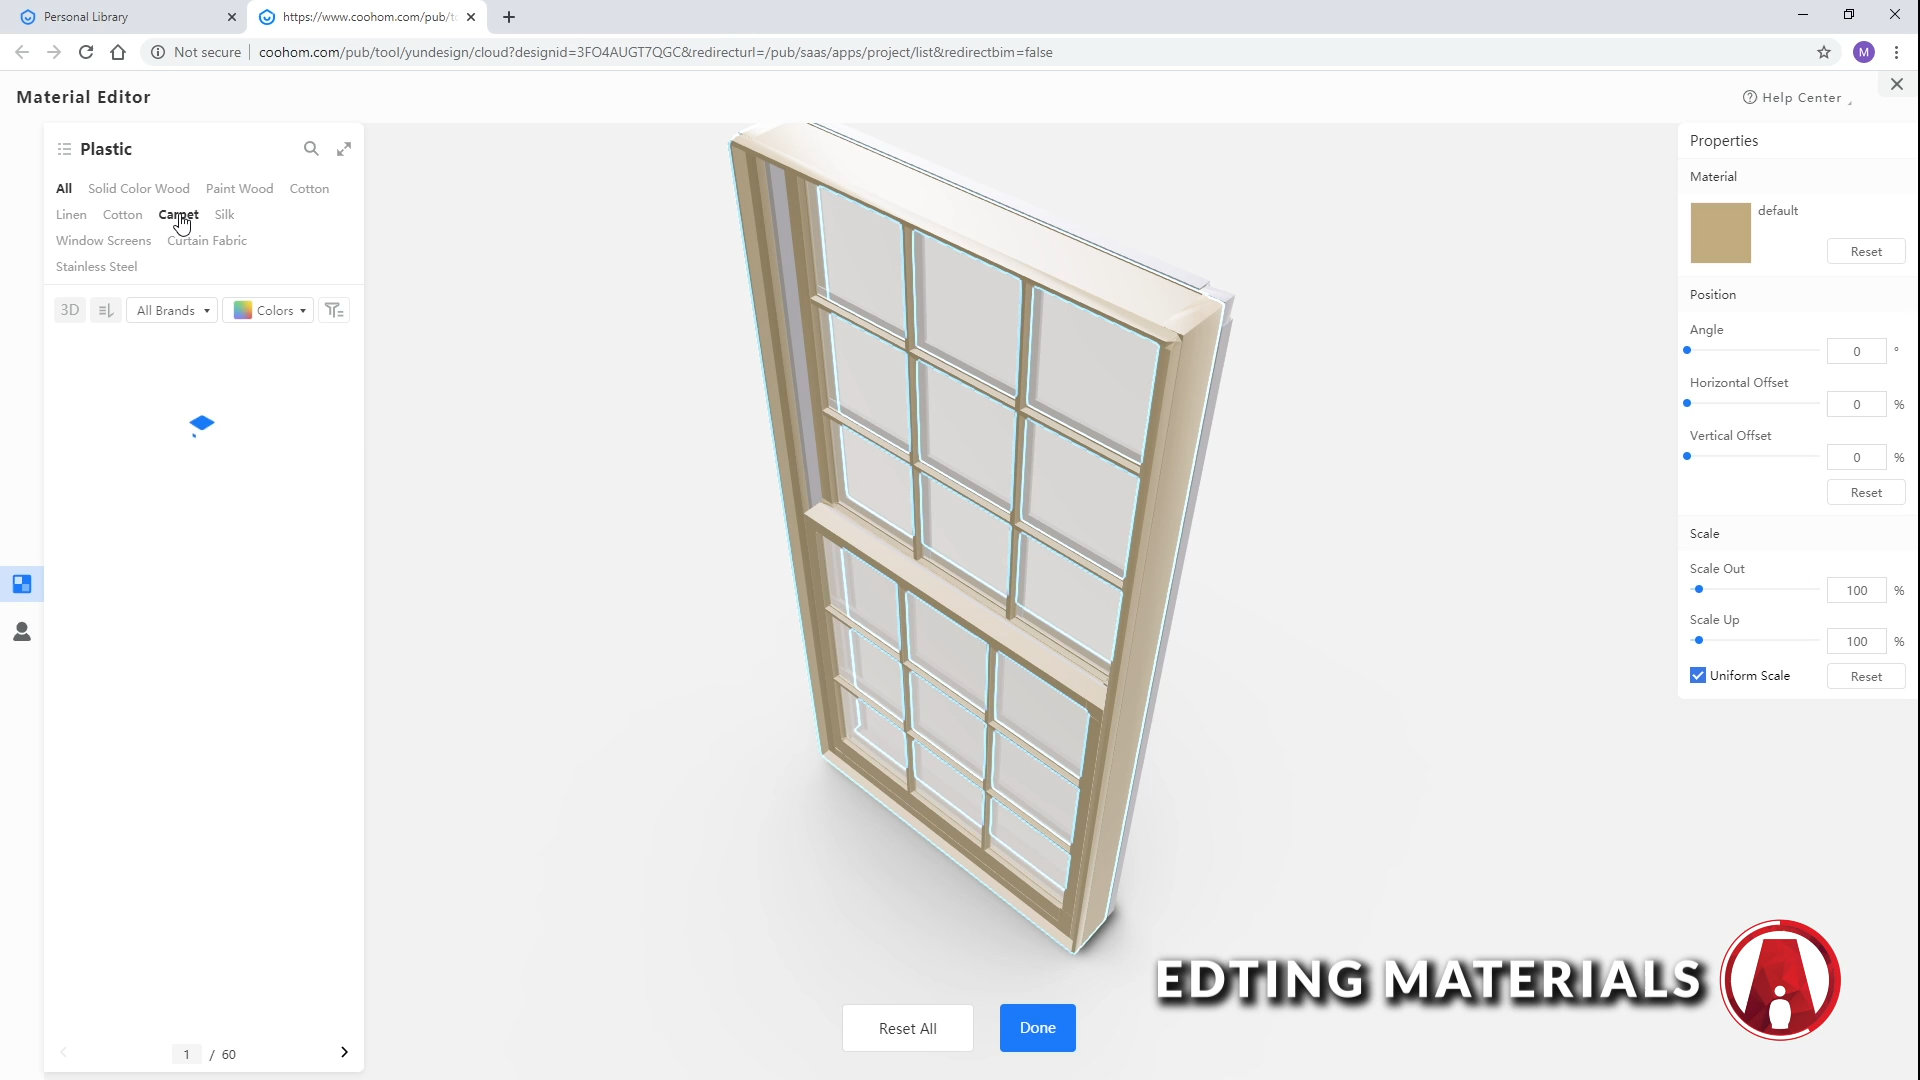 Personal Library
https://www.coohom.com/pub/to
Not secure
coohom.com/pub/tool/yundesign/cloud?designid=3FO4AUGT7QGC&redirecturl=/pub/saas/apps/project/list&redirectbim=false
M
Material Editor
Help Center
Plastic
All Solid Color Wood Paint Wood Cotton
Linen Cotton Carpet Silk
Window Screens Curtain Fabric
Stainless Steel
3D All Brands Colors
1 / 60
Properties
Material
default
Reset
Position
Angle
0 °
Horizontal Offset
0 %
Vertical Offset
0 %
Reset
Scale
Scale Out
100 %
Scale Up
100 %
Uniform Scale Reset
EDTING MATERIALS
Reset All Done